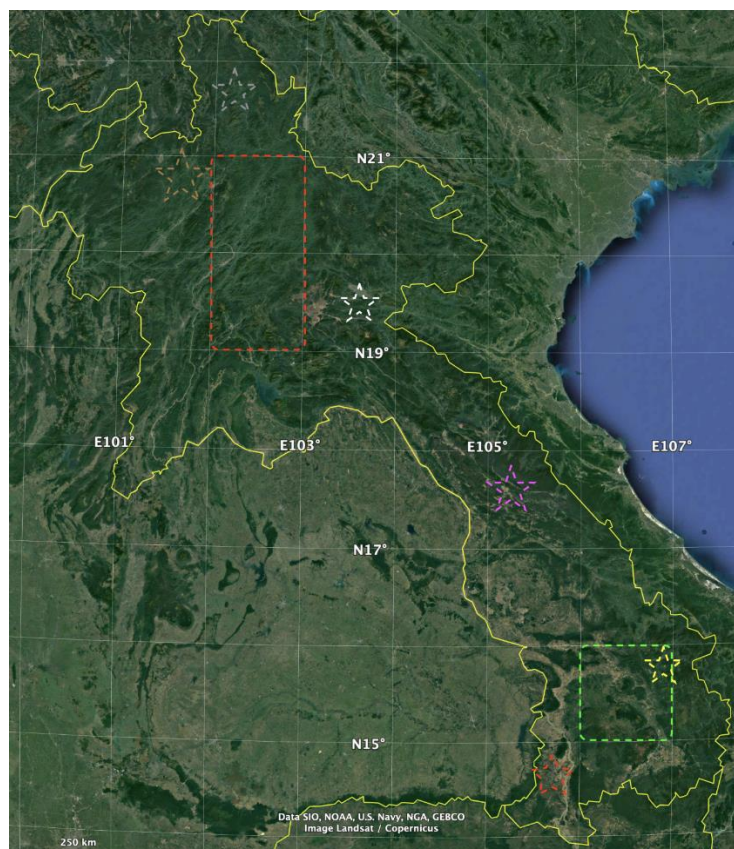 N21°
N19°
E101°
E103°
E105°
E107°
N17°
N15°
Data SIO, NOAA, U.S. Navy, NGA, GEBCO
Image Landsat / Copernicus
250 km